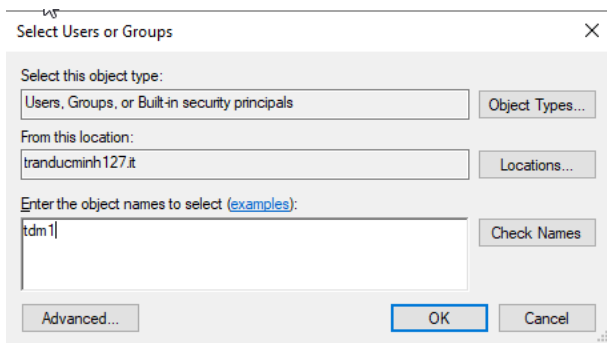 Select Users or Groups
Select this object type:
Users, Groups, or Built-in security principals
Object Types...
From this location:
tranducminh127.it
Locations...
Enter the object names to select (examples):
tdm1
Check Names
Advanced...
OK
Cancel